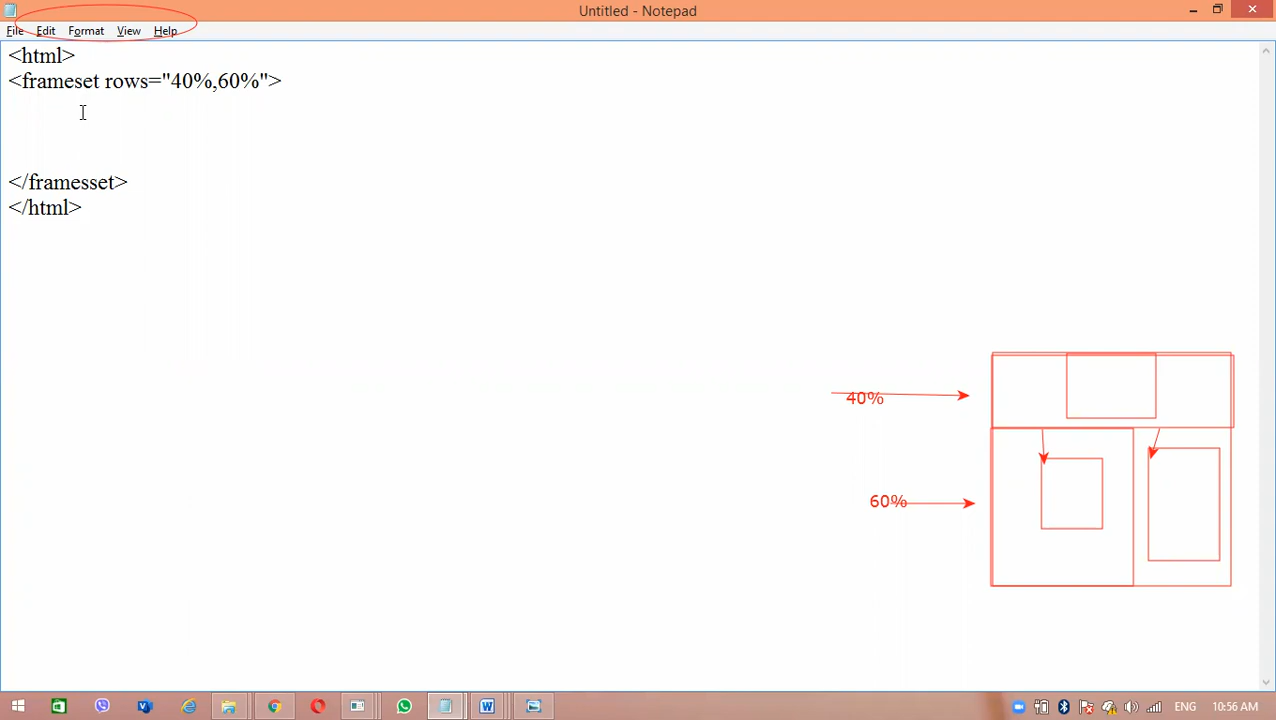 Untitled - Notepad
File Edit Format View Help
<html>
<frameset rows="40%,60%">
</framesset>
</html>
40%
60%
ENG 10:56 AM